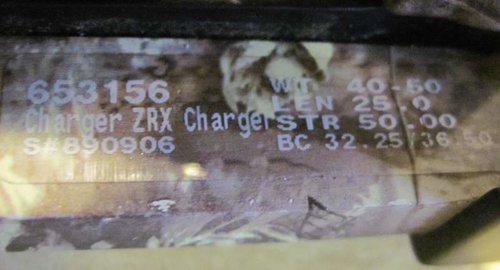 653156
Charger ZRX Charger
S#890906
WT 40-50
LEN 25.0
STR 50.00
BC 32.25/36.50